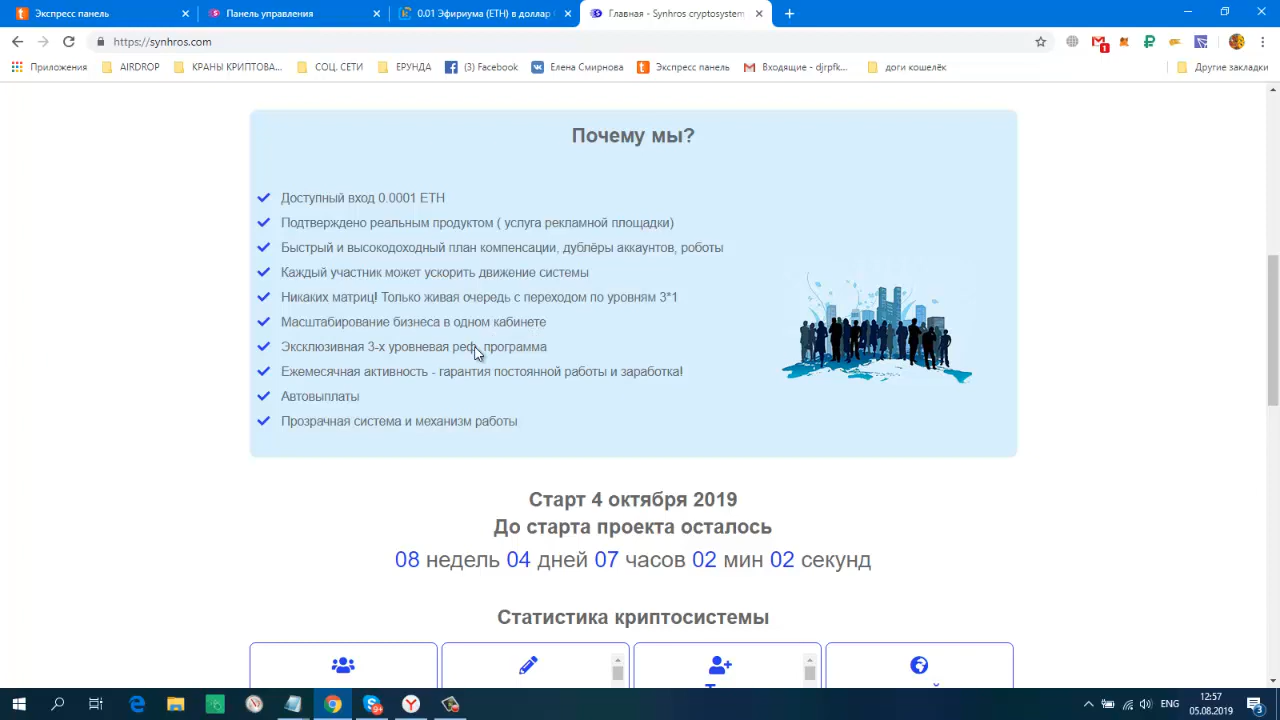 Экспресс панель
Панель управления
0.01 Эфириума (ETH) в доллар
Главная - Synhros cryptosystem
https://synhros.com
1
Приложения
AIRDROP
КРАНЫ КРИПТОВА...
СОЦ. СЕТИ
ЕРУНДА
(3) Facebook
Елена Смирнова
Экспресс панель
Входящие - djrpfk...
доги кошелёк
Другие закладки
Почему мы?
Доступный вход 0.0001 ETH
Подтверждено реальным продуктом ( услуга рекламной площадки)
Быстрый и высокодоходный план компенсации, дублёры аккаунтов, роботы
Каждый участник может ускорить движение системы
Никаких матриц! Только живая очередь с переходом по уровням 3*1
Масштабирование бизнеса в одном кабинете
Эксклюзивная 3-х уровневая реф. программа
Ежемесячная активность - гарантия постоянной работы и заработка!
Автовыплаты
Прозрачная система и механизм работы
Старт 4 октября 2019
До старта проекта осталось
08 недель 04 дней 07 часов 02 мин 02 секунд
Статистика криптосистемы
ENG
12:57
05.08.2019
3